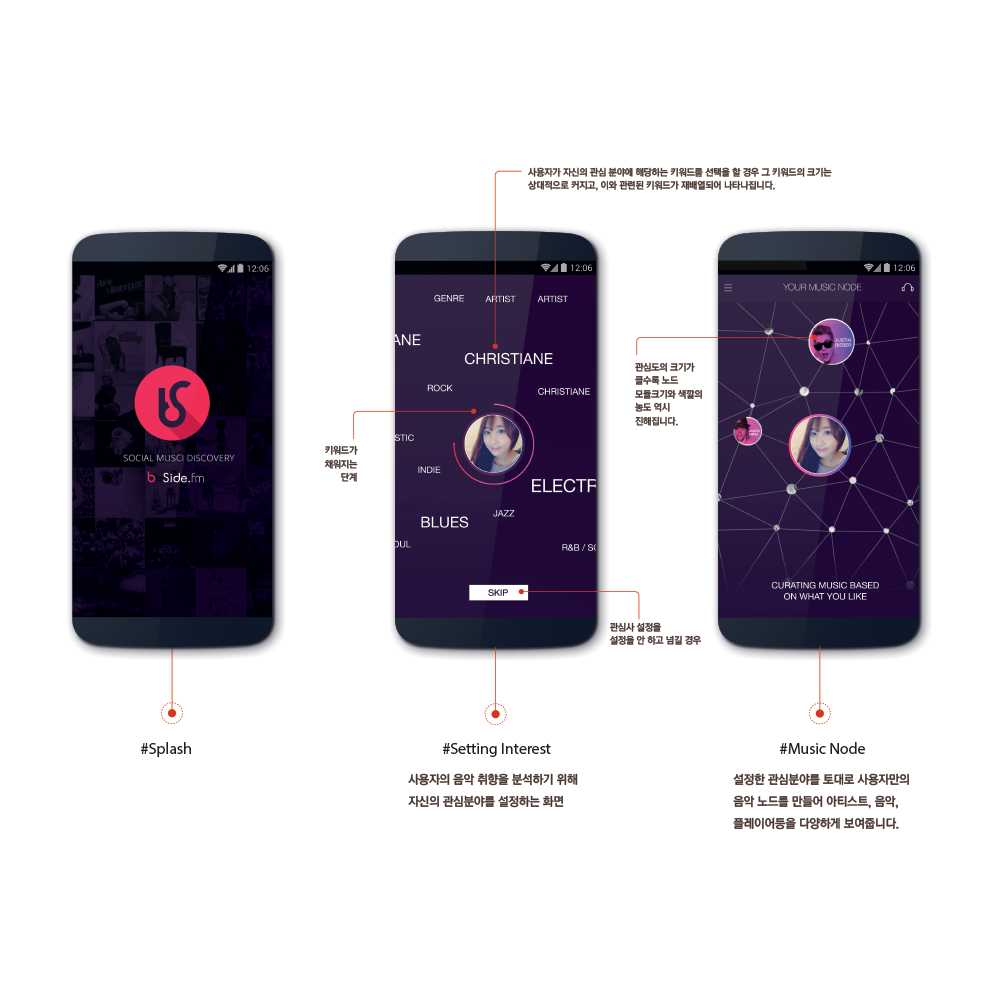 사용자가 자신의 관심 분야에 해당하는 키워드를 선택을 할 경우 그 키워드의 크기는
상대적으로 커지고, 이와 관련된 키워드가 재배열되어 나타나집니다.
12:06
SOCIAL MUSCI DISCOVERY
b Side.fm
12:06
GENRE
ARTIST
ARTIST
ANE
CHRISTIANE
ROCK
CHRISTIANE
STIC
INDIE
ELECTR
JAZZ
BLUES
OUL
R&B / SO
SKIP
키워드가
채워지는
단계
관심사 설정을
설정을 안 하고 넘길 경우
12:06
YOUR MUSIC NODE
JUSTIN
BIEBER
관심도의 크기가
클수록 노드
모듈크기와 색깔의
농도 역시
진해집니다.
CURATING MUSIC BASED
ON WHAT YOU LIKE
#Splash
#Setting Interest
사용자의 음악 취향을 분석하기 위해
자신의 관심분야를 설정하는 화면
#Music Node
설정한 관심분야를 토대로 사용자만의
음악 노드를 만들어 아티스트, 음악,
플레이어등을 다양하게 보여줍니다.